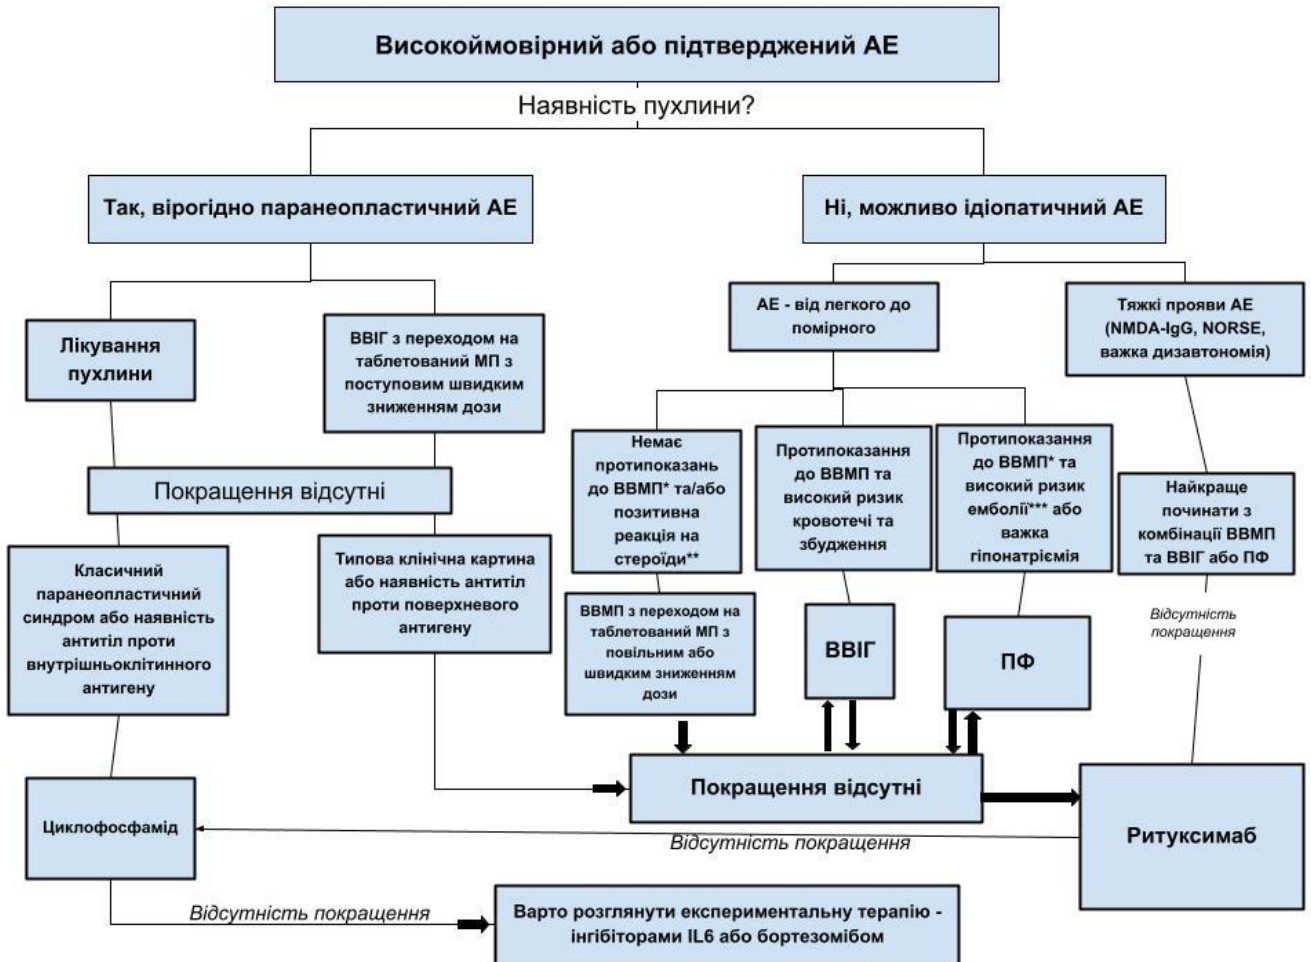 Високоймовірний або підтверджений АЕ
Наявність пухлини?
Так, вірогідно паранеопластичний АЕ
Ні, можливо ідіопатичний АЕ
Лікування
пухлини
ВВІГ з переходом на
таблетований МП з
поступовим швидким
зниженням дози
АЕ - від легкого до
помірного
Тяжкі прояви АЕ
(NMDA-IgG, NORSE,
важка дизавтономія)
Покращення відсутні
Немає
протипоказань
до ВВМП* та/або
позитивна
реакція на
стероїди**
Протипоказання
до ВВМП та
високий ризик
кровотечі та
збудження
Протипоказання
до ВВМП* та
високий ризик
емболії*** або
важка
гіпонатріємія
Найкраще
починати з
комбінації ВВМП
та ВВІГ або ПФ
Класичний
паранеопластичний
синдром або наявність
антитіл проти
внутрішньоклітинного
антигену
Типова клінічна картина
або наявність антитіл
проти поверхневого
антигену
ВВМП з переходом на
таблетований МП з
повільним або
швидким зниженням
дози
ВВІГ
ПФ
Відсутність
покращення
Покращення відсутні
Циклофосфамід
Ритуксимаб
Відсутність покращення
Відсутність покращення
Варто розглянути експериментальну терапію -
інгібіторами IL6 або бортезомібом